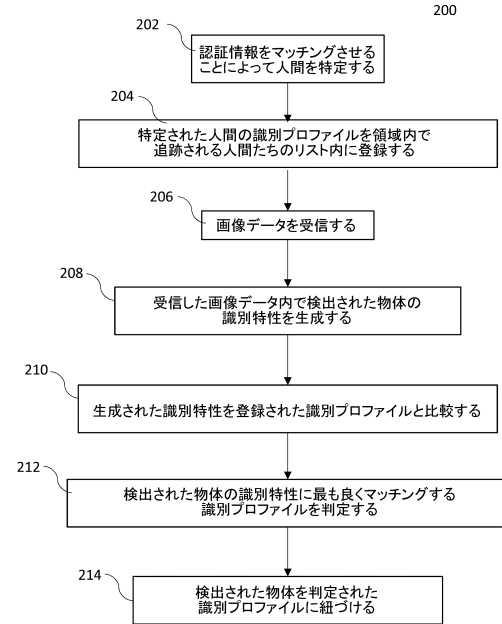 200
202
認証情報をマッチングさせる
ことによって人間を特定する
204
特定された人間の識別プロファイルを領域内で
追跡される人間たちのリスト内に登録する
206
画像データを受信する
208
受信した画像データ内で検出された物体の
識別特性を生成する
210
生成された識別特性を登録された識別プロファイルと比較する
212
検出された物体の識別特性に最も良くマッチングする
識別プロファイルを判定する
214
検出された物体を判定された
識別プロファイルに紐づける